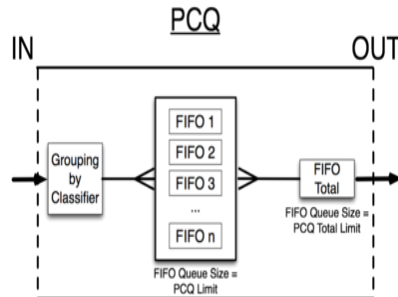 PCQ
IN
OUT
Grouping
by
Classifier
FIFO 1
FIFO 2
FIFO 3
...
FIFO n
FIFO Queue Size =
PCQ Limit
FIFO
Total
FIFO Queue Size =
PCQ Total Limit